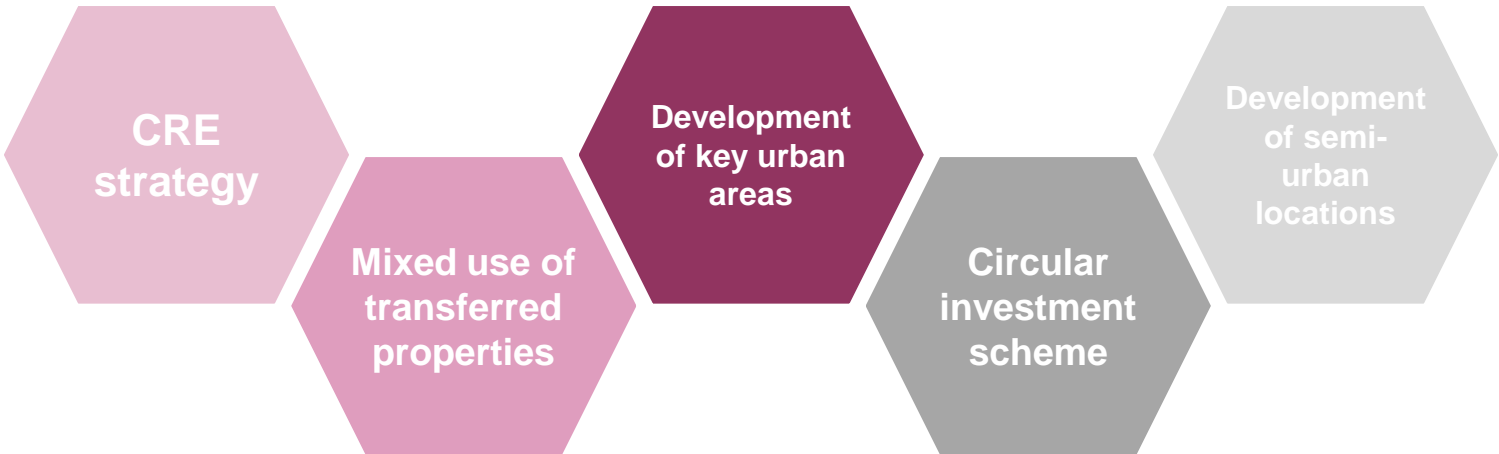 CRE
strategy
Mixed use of
transferred
properties
Development
of key urban
areas
Circular
investment
scheme
Development
of semi-
urban
locations